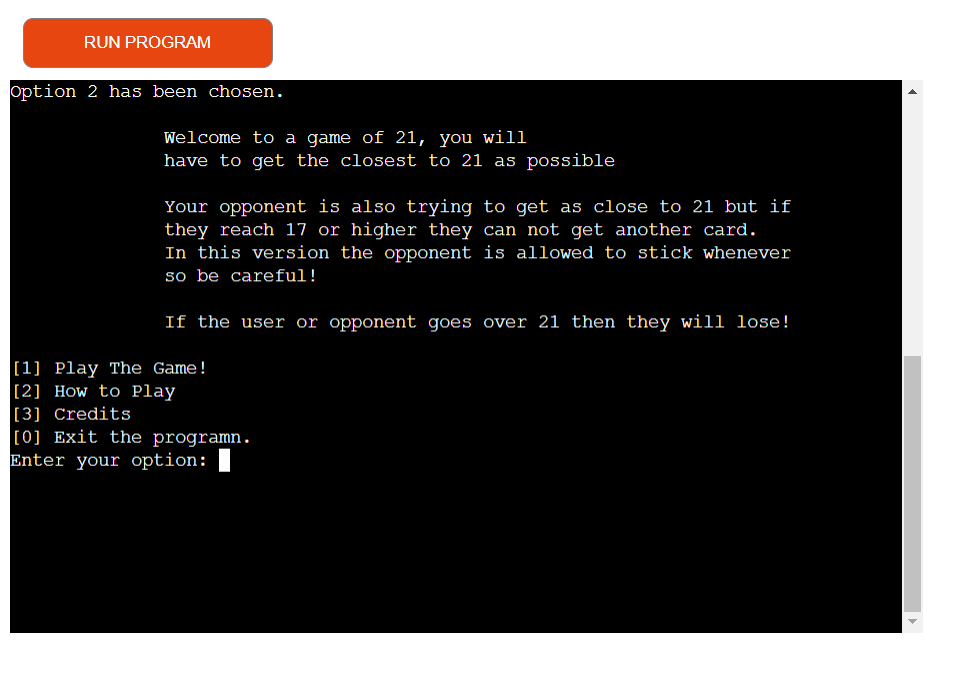 RUN PROGRAM
Option 2 has been chosen.
Welcome to a game of 21, you will
have to get the closest to 21 as possible
Your opponent is also trying to get as close to 21 but if
they reach 17 or higher they can not get another card.
In this version the opponent is allowed to stick whenever
so be careful!
If the user or opponent goes over 21 then they will lose!
[1] Play The Game!
[2] How to Play
[3] Credits
[0] Exit the programn.
Enter your option: